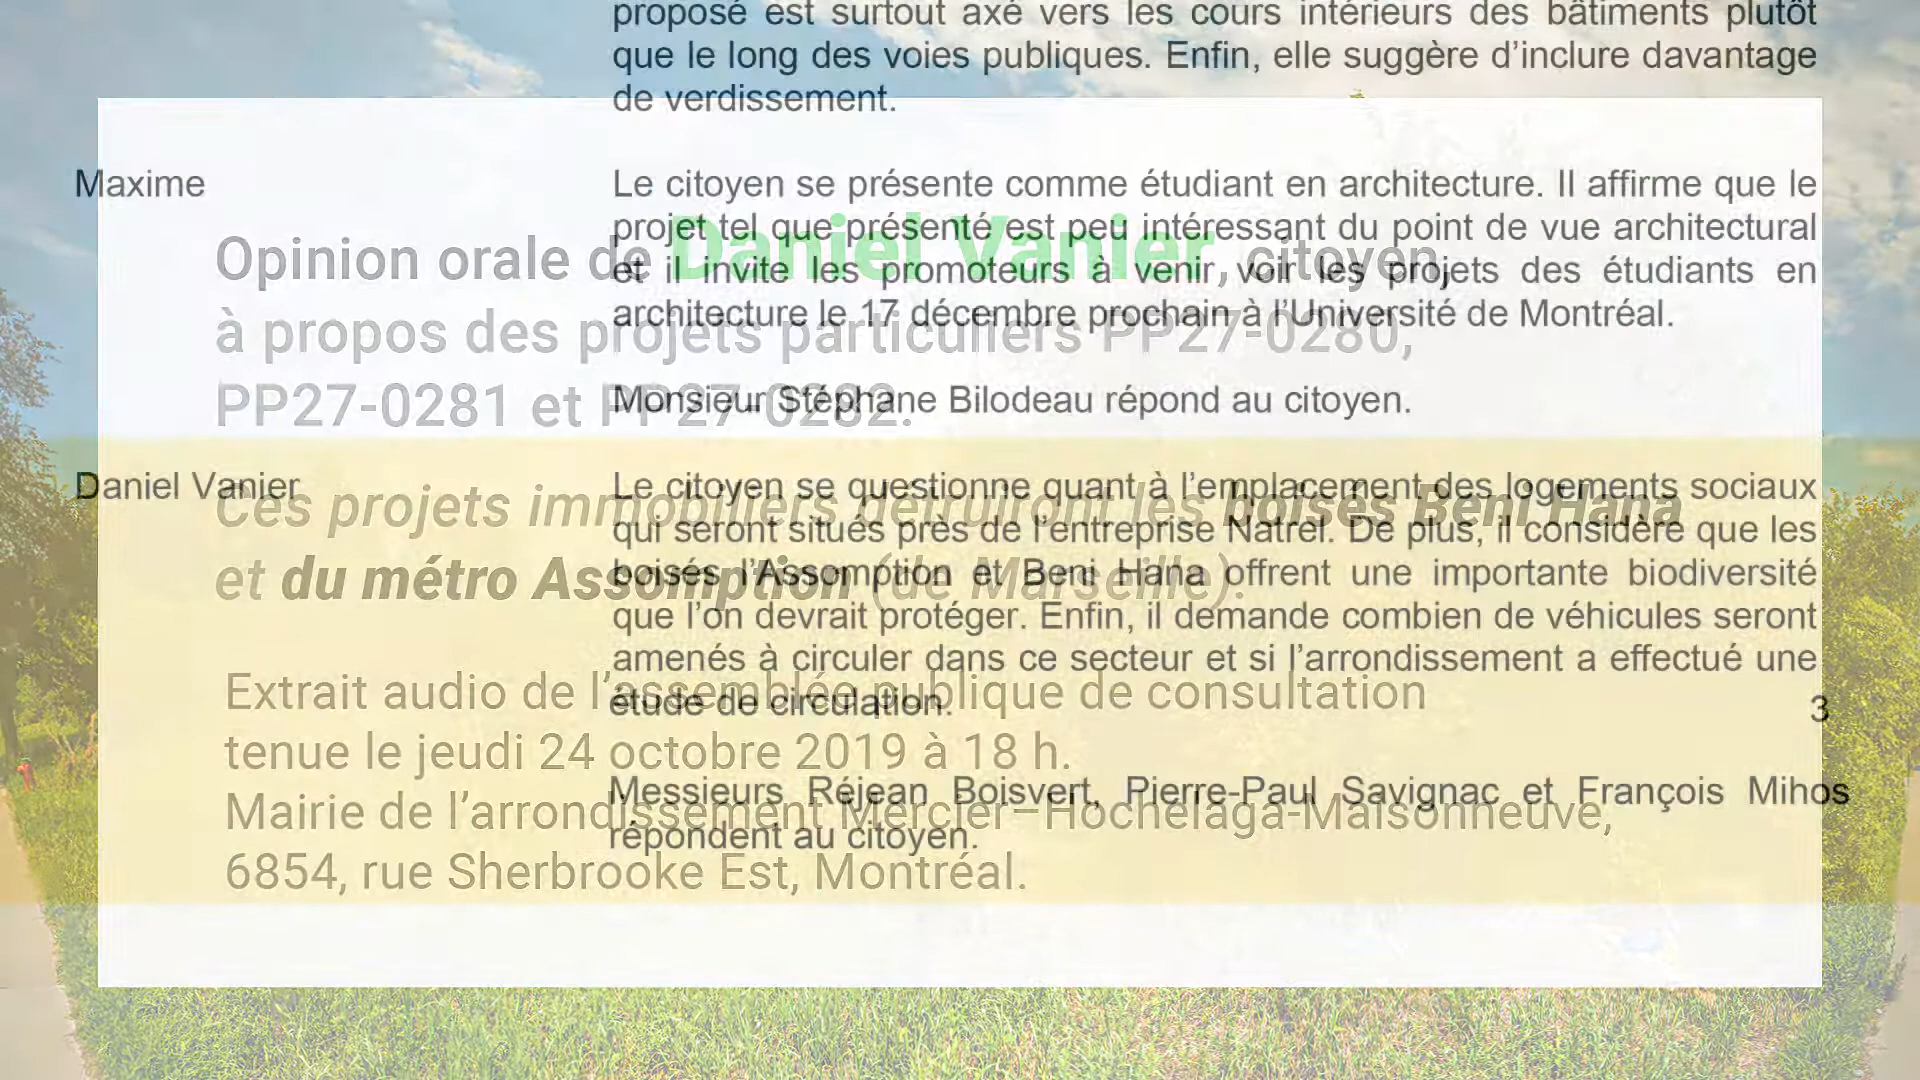 proposé est surtout axé vers les cours intérieurs des bâtiments plutôt
que le long des voies publiques. Enfin, elle suggère d’inclure davantage
de verdissement.
Maxime
Le citoyen se présente comme étudiant en architecture. Il affirme que le
projet tel que présenté est peu intéressant du point de vue architectural
et il invite les promoteurs à venir voir les projets des étudiants en
architecture le 17 décembre prochain à l’Université de Montréal.
Monsieur Stéphane Bilodeau répond au citoyen.
Daniel Vanier
Le citoyen se questionne quant à l’emplacement des logements sociaux
qui seront situés près de l’entreprise Natrel. De plus, il considère que les
boisés l’Assomption et Beni Hana offrent une importante biodiversité
que l’on devrait protéger. Enfin, il demande combien de véhicules seront
amenés à circuler dans ce secteur et si l’arrondissement a effectué une
étude de circulation.
3
Messieurs Réjean Boisvert, Pierre-Paul Savignac et François Mihos
répondent au citoyen.
Opinion orale de Daniel Vanier, citoyen,
à propos des projets particuliers PP27-0280,
PP27-0281 et PP27-0282.
Ces projets immobiliers détruiront les boisés Beni Hana
et du métro Assomption (de Marseille).
Extrait audio de l’assemblée publique de consultation
tenue le jeudi 24 octobre 2019 à 18 h.
Mairie de l’arrondissement Mercier–Hochelaga-Maisonneuve,
6854, rue Sherbrooke Est, Montréal.